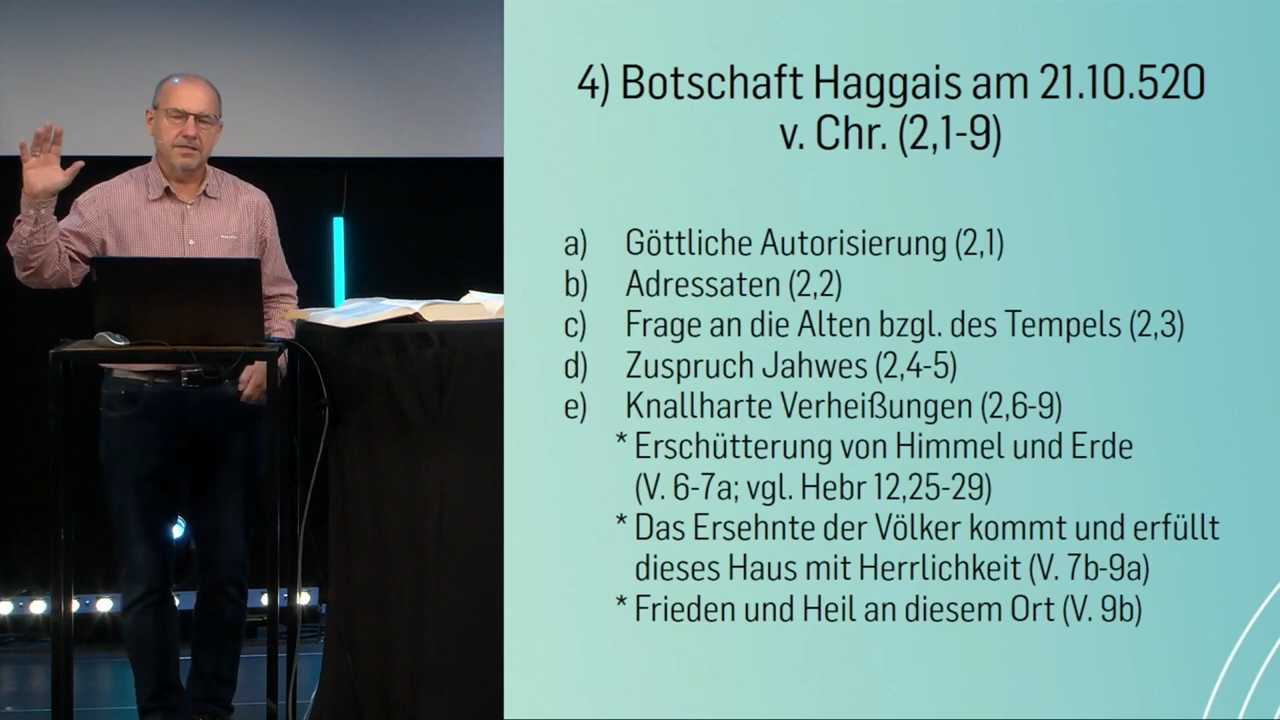 4) Botschaft Haggais am 21.10.520
v. Chr. (2,1-9)
a) Göttliche Autorisierung (2,1)
b) Adressaten (2,2)
c) Frage an die Alten bzgl. des Tempels (2,3)
d) Zuspruch Jahwes (2,4-5)
e) Knallharte Verheißungen (2,6-9)
* Erschütterung von Himmel und Erde
(V. 6-7a; vgl. Hebr 12,25-29)
* Das Ersehnte der Völker kommt und erfüllt
dieses Haus mit Herrlichkeit (V. 7b-9a)
* Frieden und Heil an diesem Ort (V. 9b)